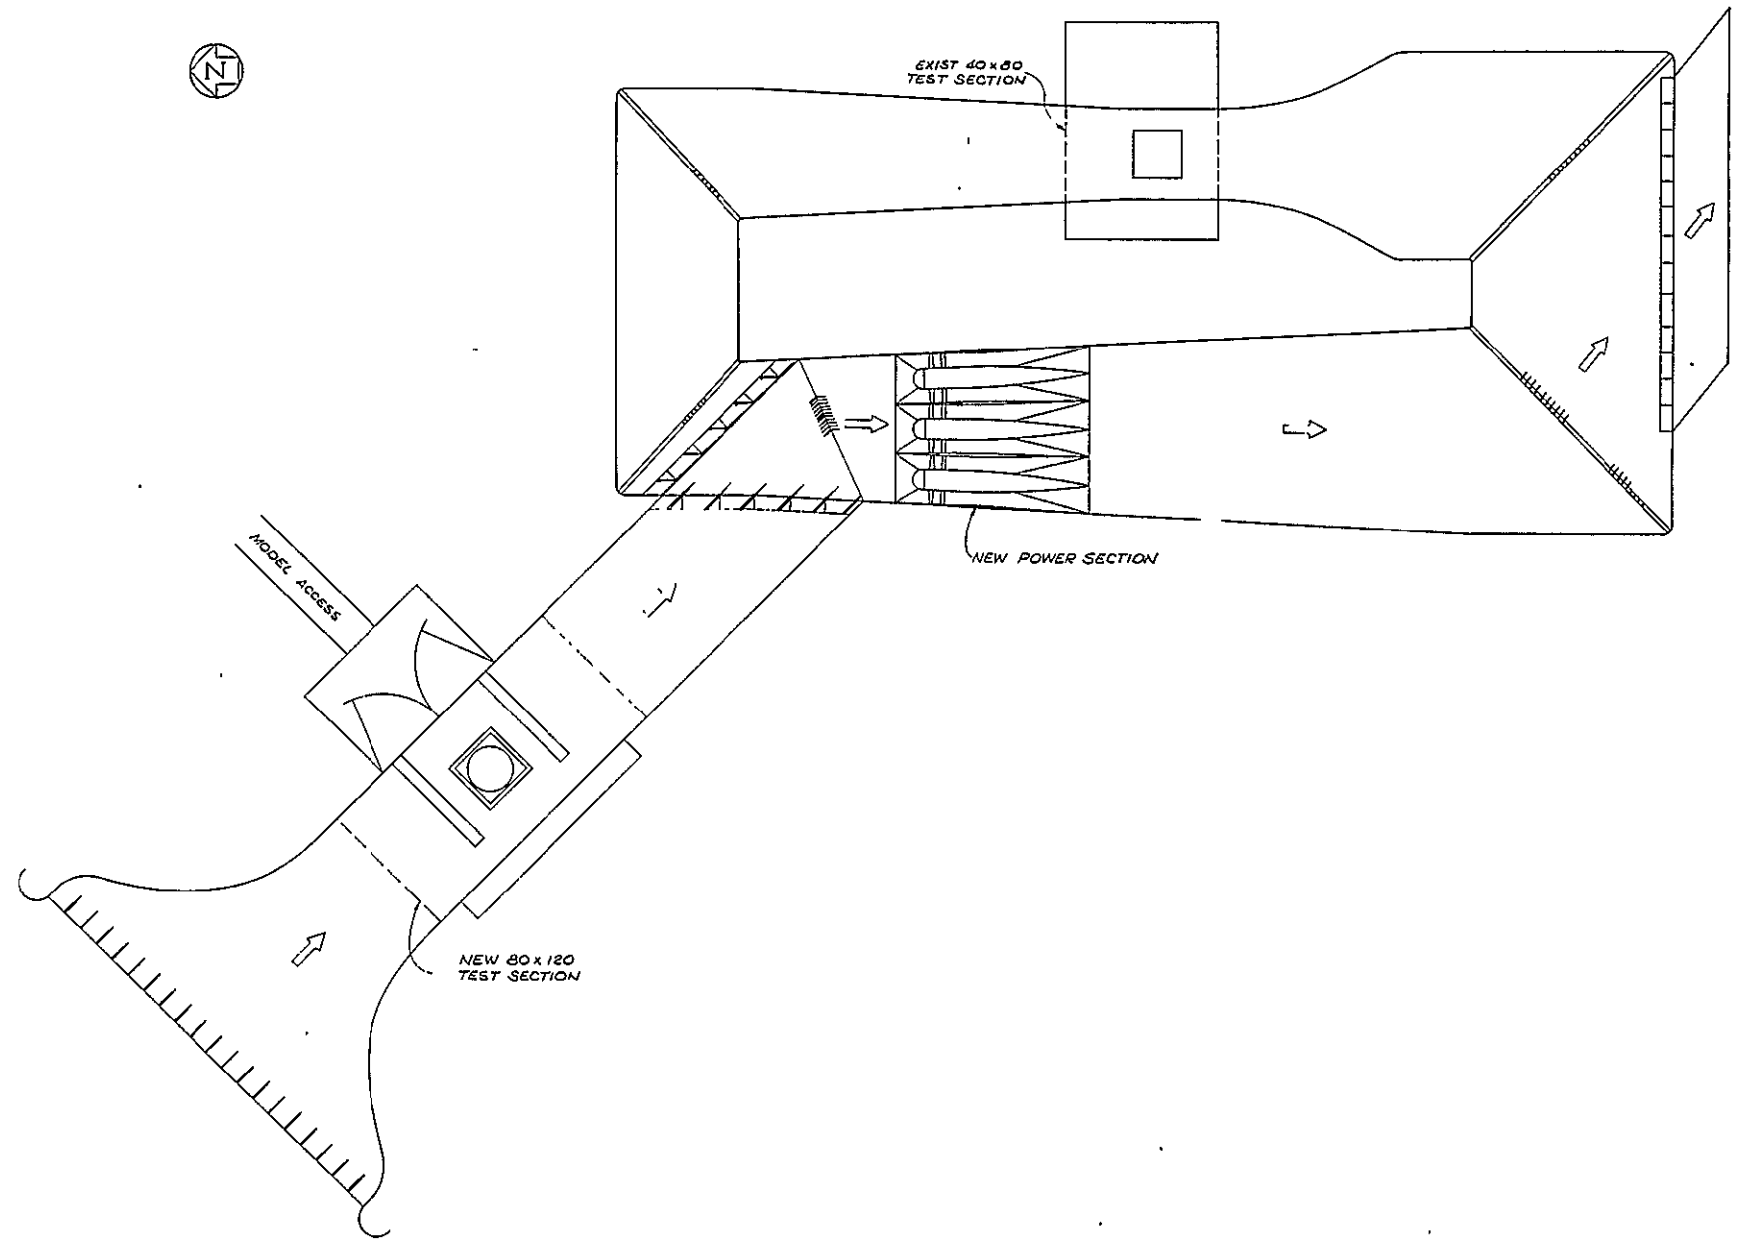 N
EXIST 40 x 80
TEST SECTION
NEW POWER SECTION
MODEL ACCESS
NEW 80 x 120
TEST SECTION